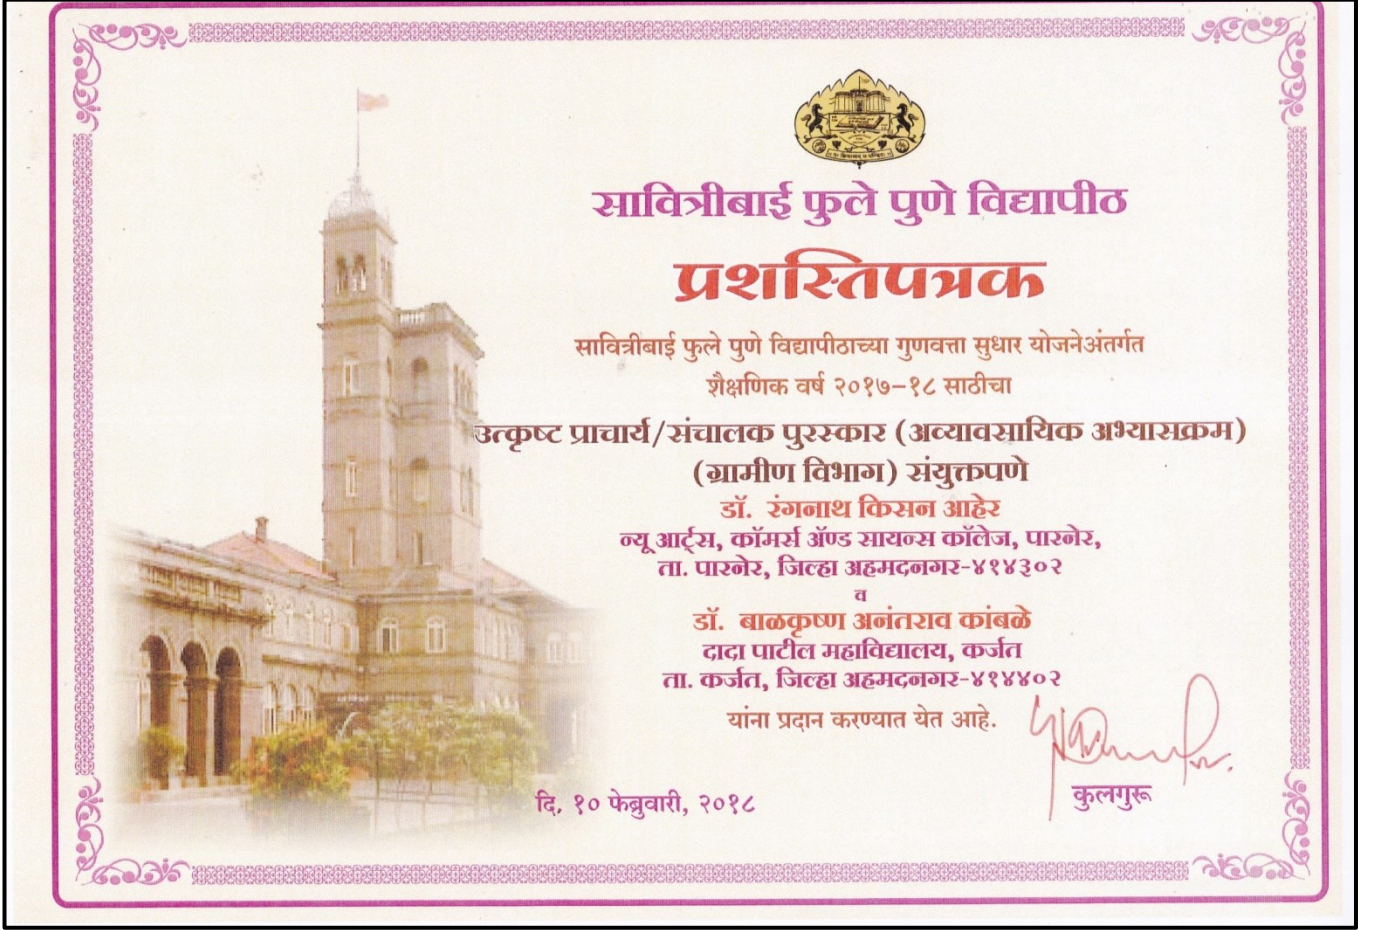 सावित्रीबाई फुले पुणे विद्यापीठ
प्रशस्तिपत्रक
सावित्रीबाई फुले पुणे विद्यापीठाच्या गुणवत्ता सुधार योजनेअंतर्गत
शैक्षणिक वर्ष २०१७-१८ साठीचा
उत्कृष्ट प्राचार्य/संचालक पुरस्कार (अव्यावसायिक अभ्यासक्रम)
(ग्रामीण विभाग) संयुक्तपणे
डॉ. रंगनाथ किसन आहेर
न्यू आर्ट्स, कॉमर्स ॲण्ड सायन्स कॉलेज, पारनेर,
ता. पारनेर, जिल्हा अहमदनगर-४१४३०२
व
डॉ. बाळकृष्ण अनंतराव कांबळे
दादा पाटील महाविद्यालय, कर्जत
ता. कर्जत, जिल्हा अहमदनगर-४१४४०२
यांना प्रदान करण्यात येत आहे.
दि. १० फेब्रुवारी, २०१८
कुलगुरू